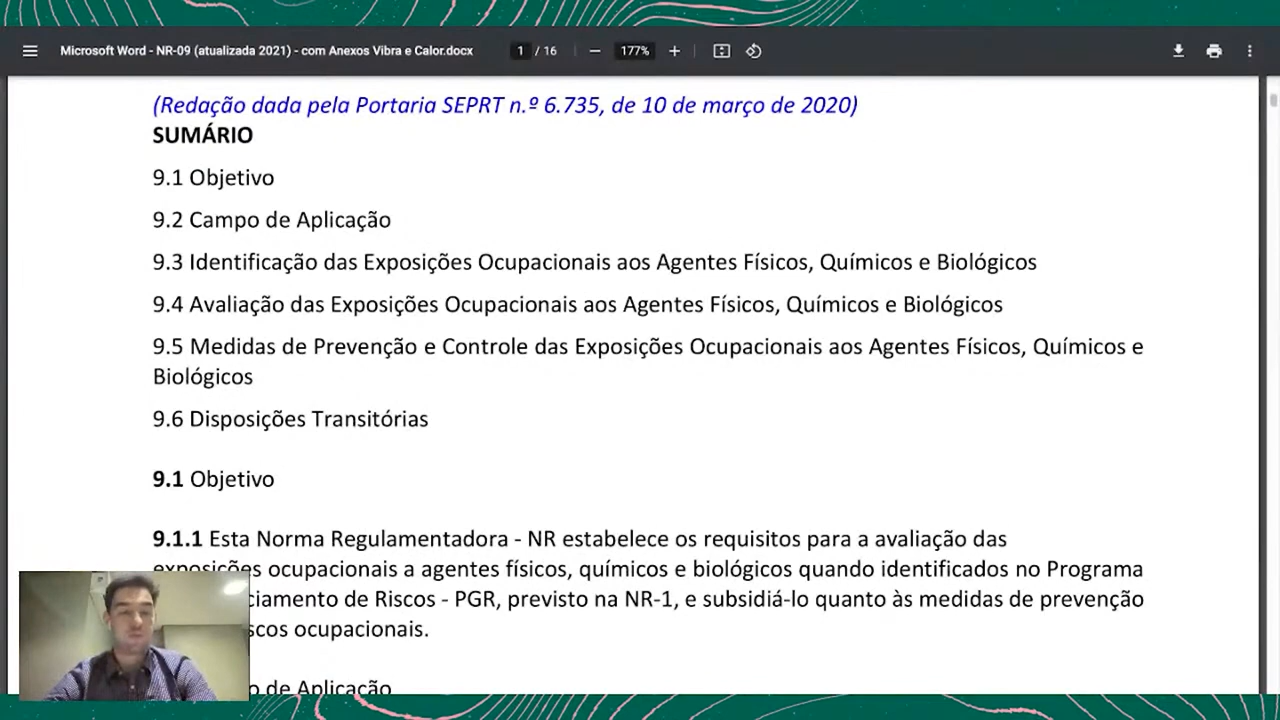 Microsoft Word - NR-09 (atualizada 2021) - com Anexos Vibra e Calor.docx
1 / 16
177%
(Redação dada pela Portaria SEPRT n.º 6.735, de 10 de março de 2020)
SUMÁRIO
9.1 Objetivo
9.2 Campo de Aplicação
9.3 Identificação das Exposições Ocupacionais aos Agentes Físicos, Químicos e Biológicos
9.4 Avaliação das Exposições Ocupacionais aos Agentes Físicos, Químicos e Biológicos
9.5 Medidas de Prevenção e Controle das Exposições Ocupacionais aos Agentes Físicos, Químicos e
Biológicos
9.6 Disposições Transitórias
9.1 Objetivo
9.1.1 Esta Norma Regulamentadora - NR estabelece os requisitos para a avaliação das
exposições ocupacionais a agentes físicos, químicos e biológicos quando identificados no Programa
ciamento de Riscos - PGR, previsto na NR-1, e subsidiá-lo quanto às medidas de prevenção
scos ocupacionais.
o de Aplicação